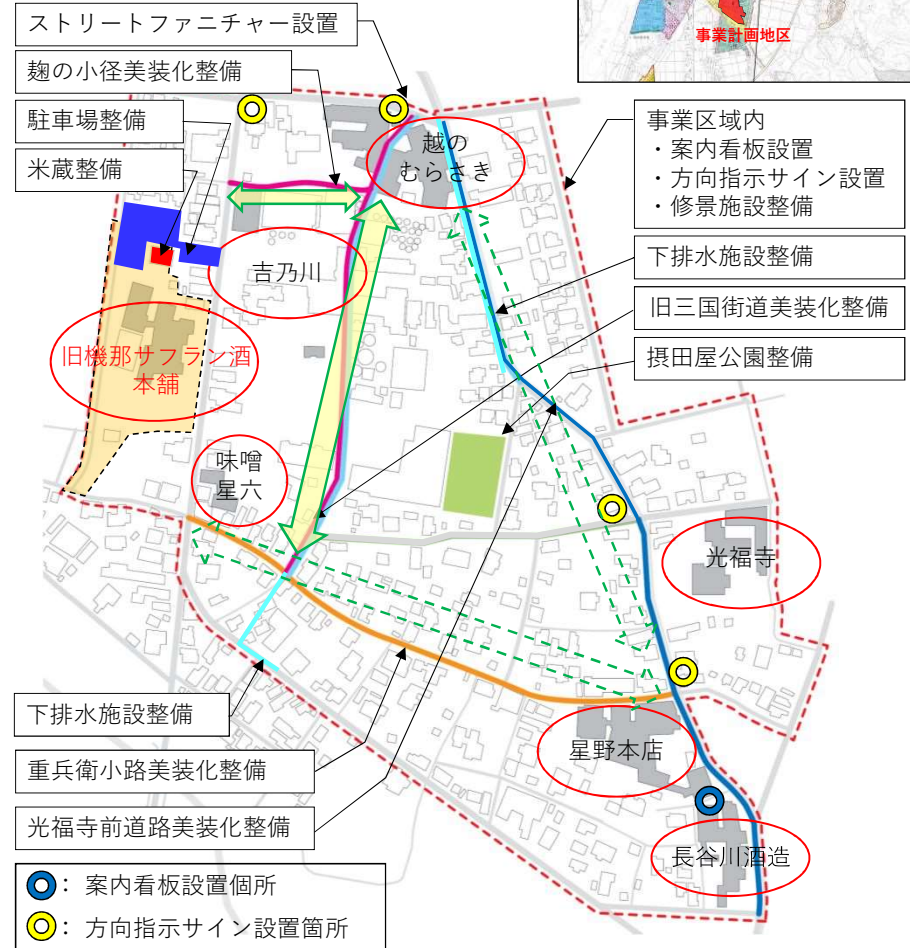 ストリートファニチャー設置
麹の小径美装化整備
駐車場整備
米蔵整備
事業計画地区
事業区域内
・案内看板設置
・方向指示サイン設置
・修景施設整備
下排水施設整備
旧三国街道美装化整備
摂田屋公園整備
越の
むらさき
吉乃川
旧機那サフラン酒
本舗
味噌
星六
光福寺
星野本店
長谷川酒造
下排水施設整備
重兵衛小路美装化整備
光福寺前道路美装化整備
：案内看板設置個所
：方向指示サイン設置箇所